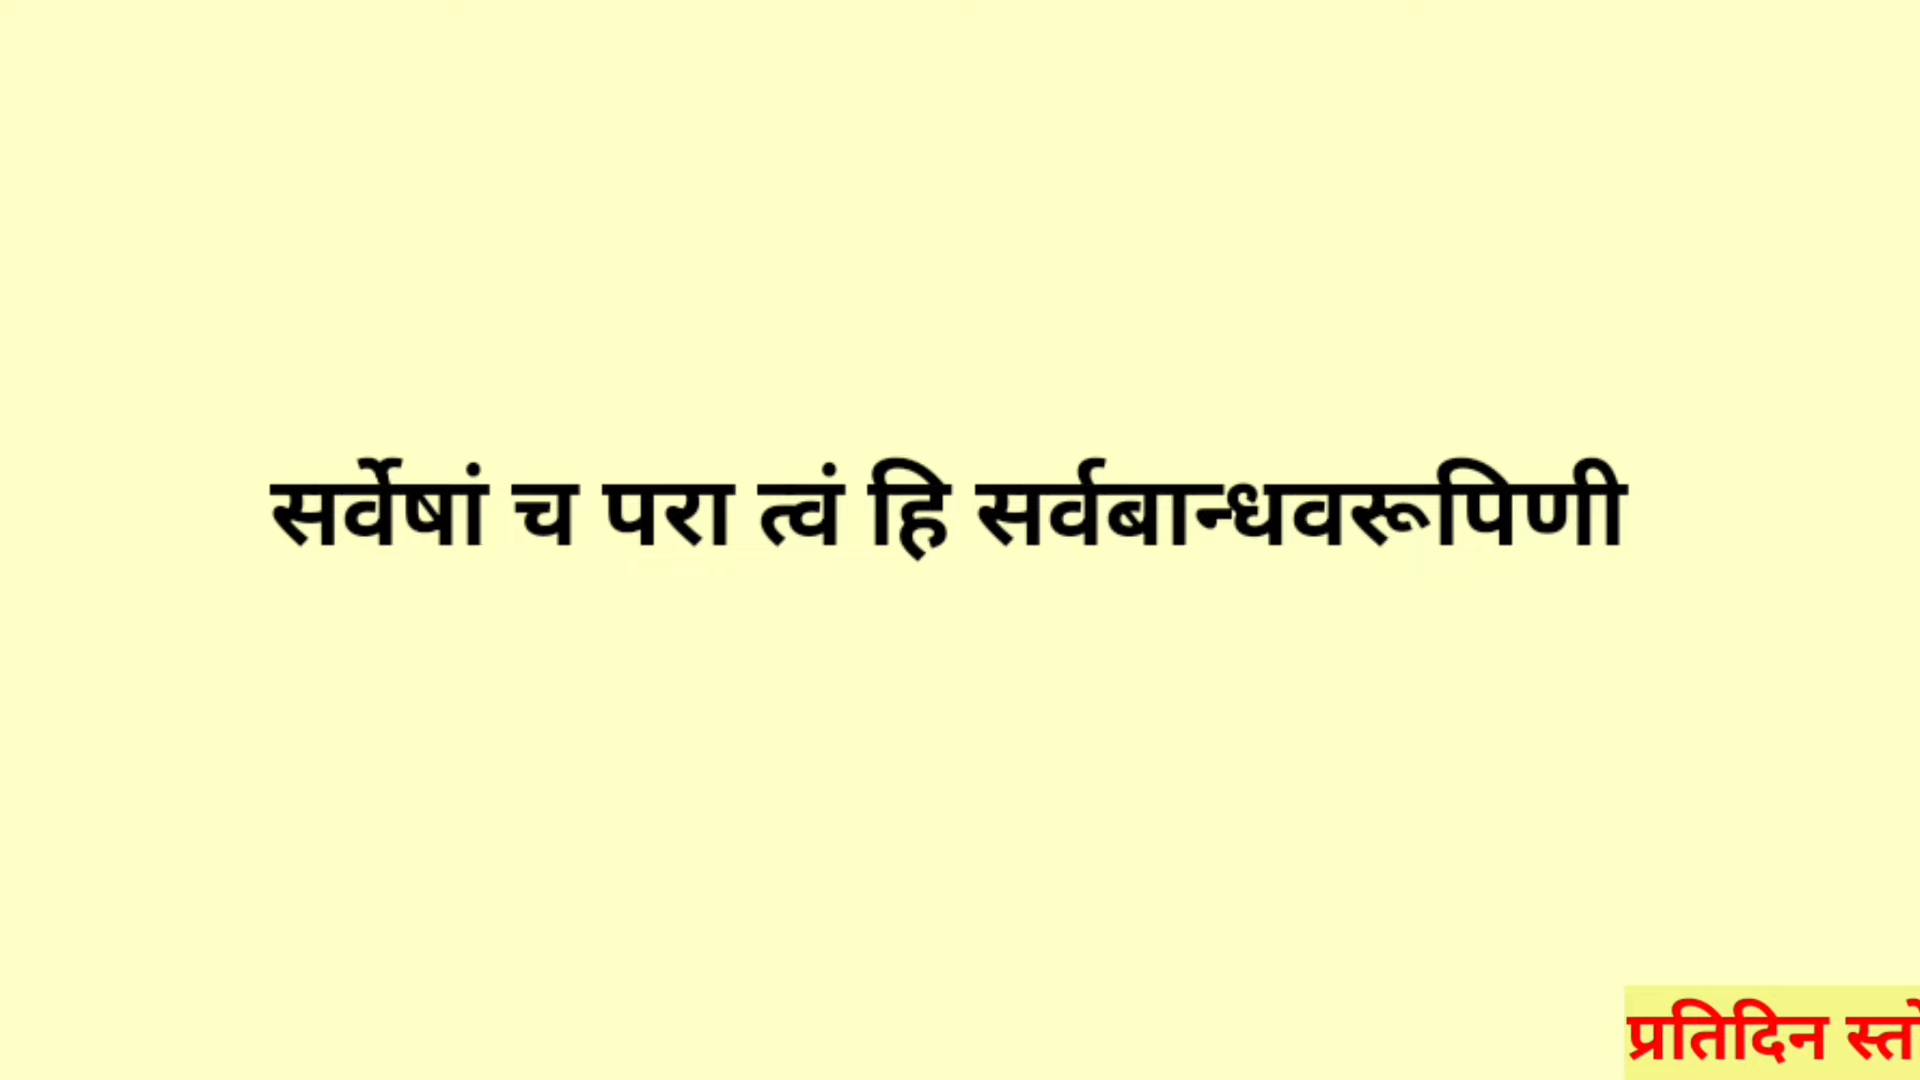 सर्वेषां च परा त्वं हि सर्वबान्धवरूपिणी
प्रतिदिन